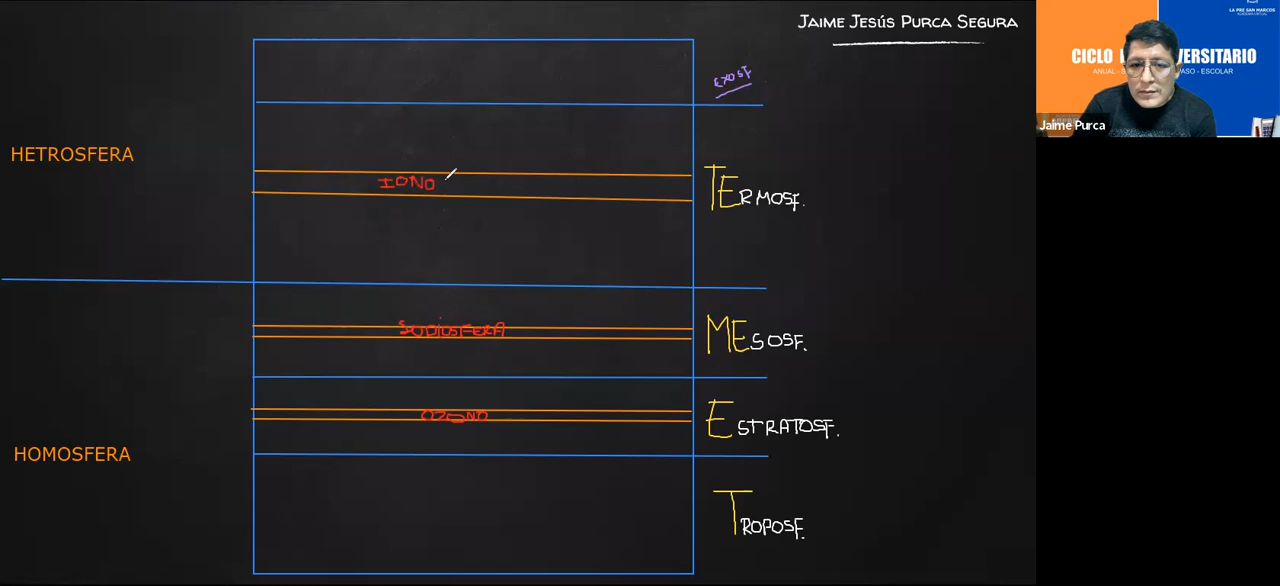 JAIME JESÚS PURCA SEGURA
LA PRE SAN MARCOS
VERSITARIO
ANUAL - ASO - ESCOLAR
Jaime Purca
EXOSF.
HETROSFERA
IONO
TERMOSF.
SODIOSFERA
MESOSF.
OZONO
ESTRATOSF.
HOMOSFERA
TROPOSF.